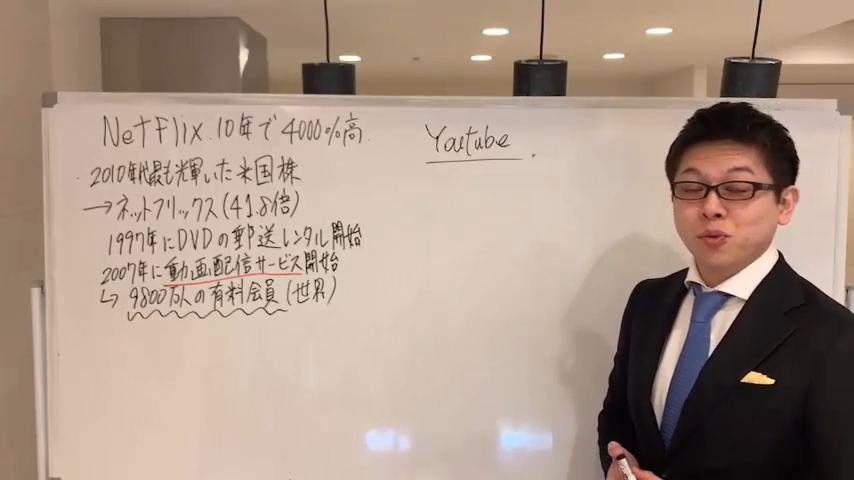 NetFlix 10年で4000%高
Youtube
2010年代最も光輝いた米国株
→ネットフリックス(41.8倍)
1997年にDVDの郵送レンタル開始
2007年に動画配信サービス開始
↳9800万人の有料会員(世界)